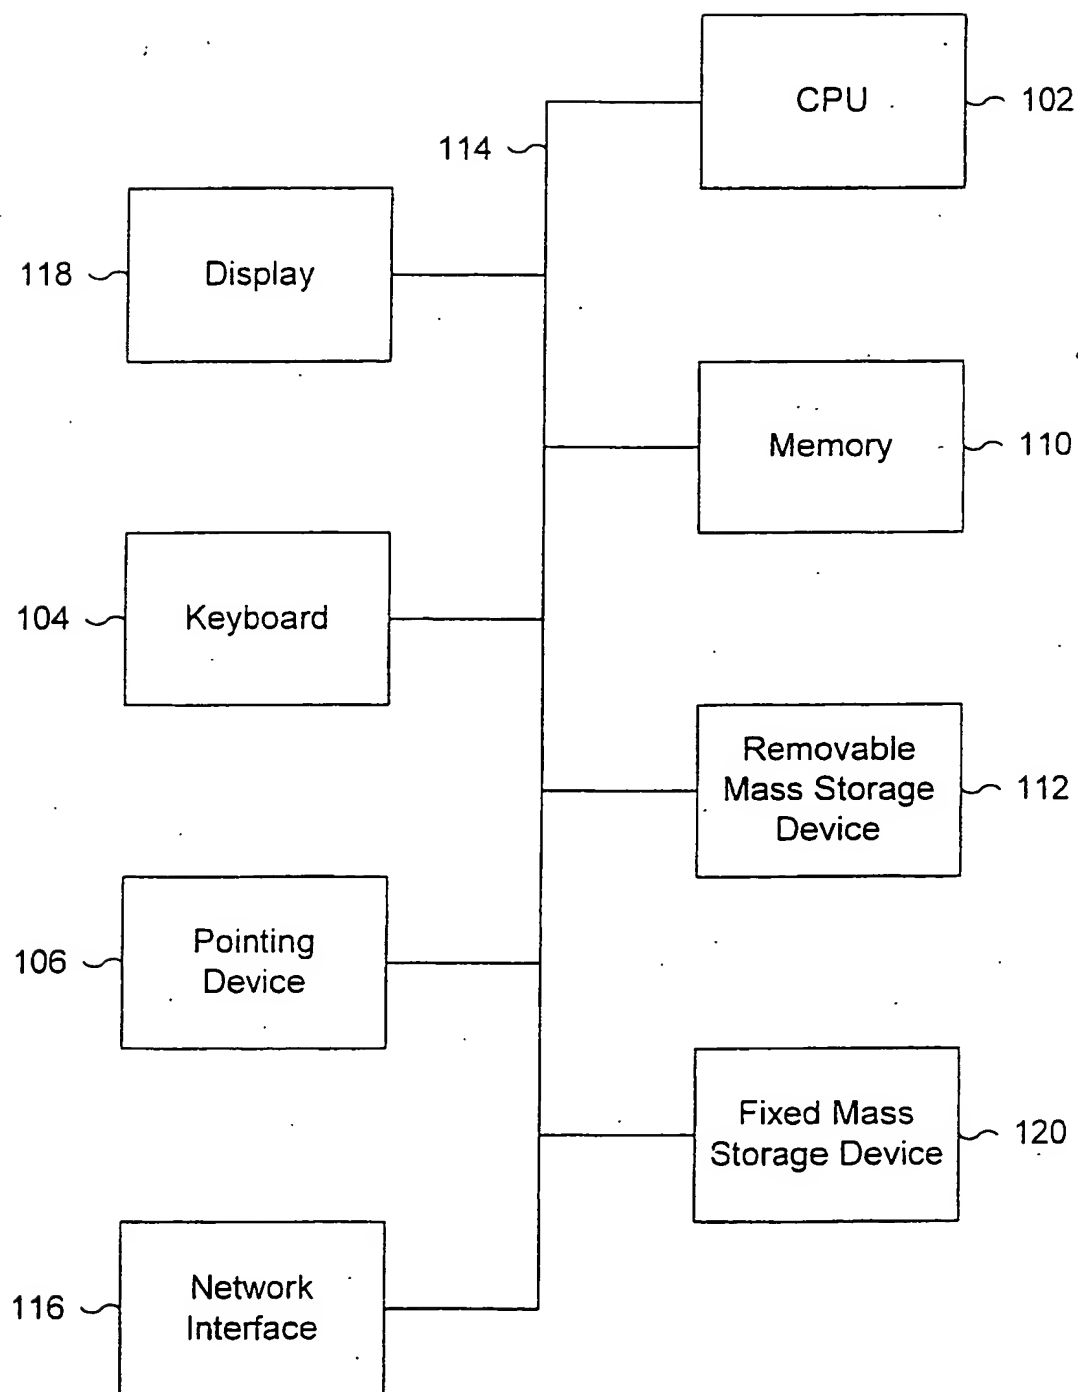 CPU
102
114
118
Display
Memory
110
104
Keyboard
Removable
Mass Storage
Device
112
106
Pointing
Device
Fixed Mass
Storage Device
120
116
Network
Interface